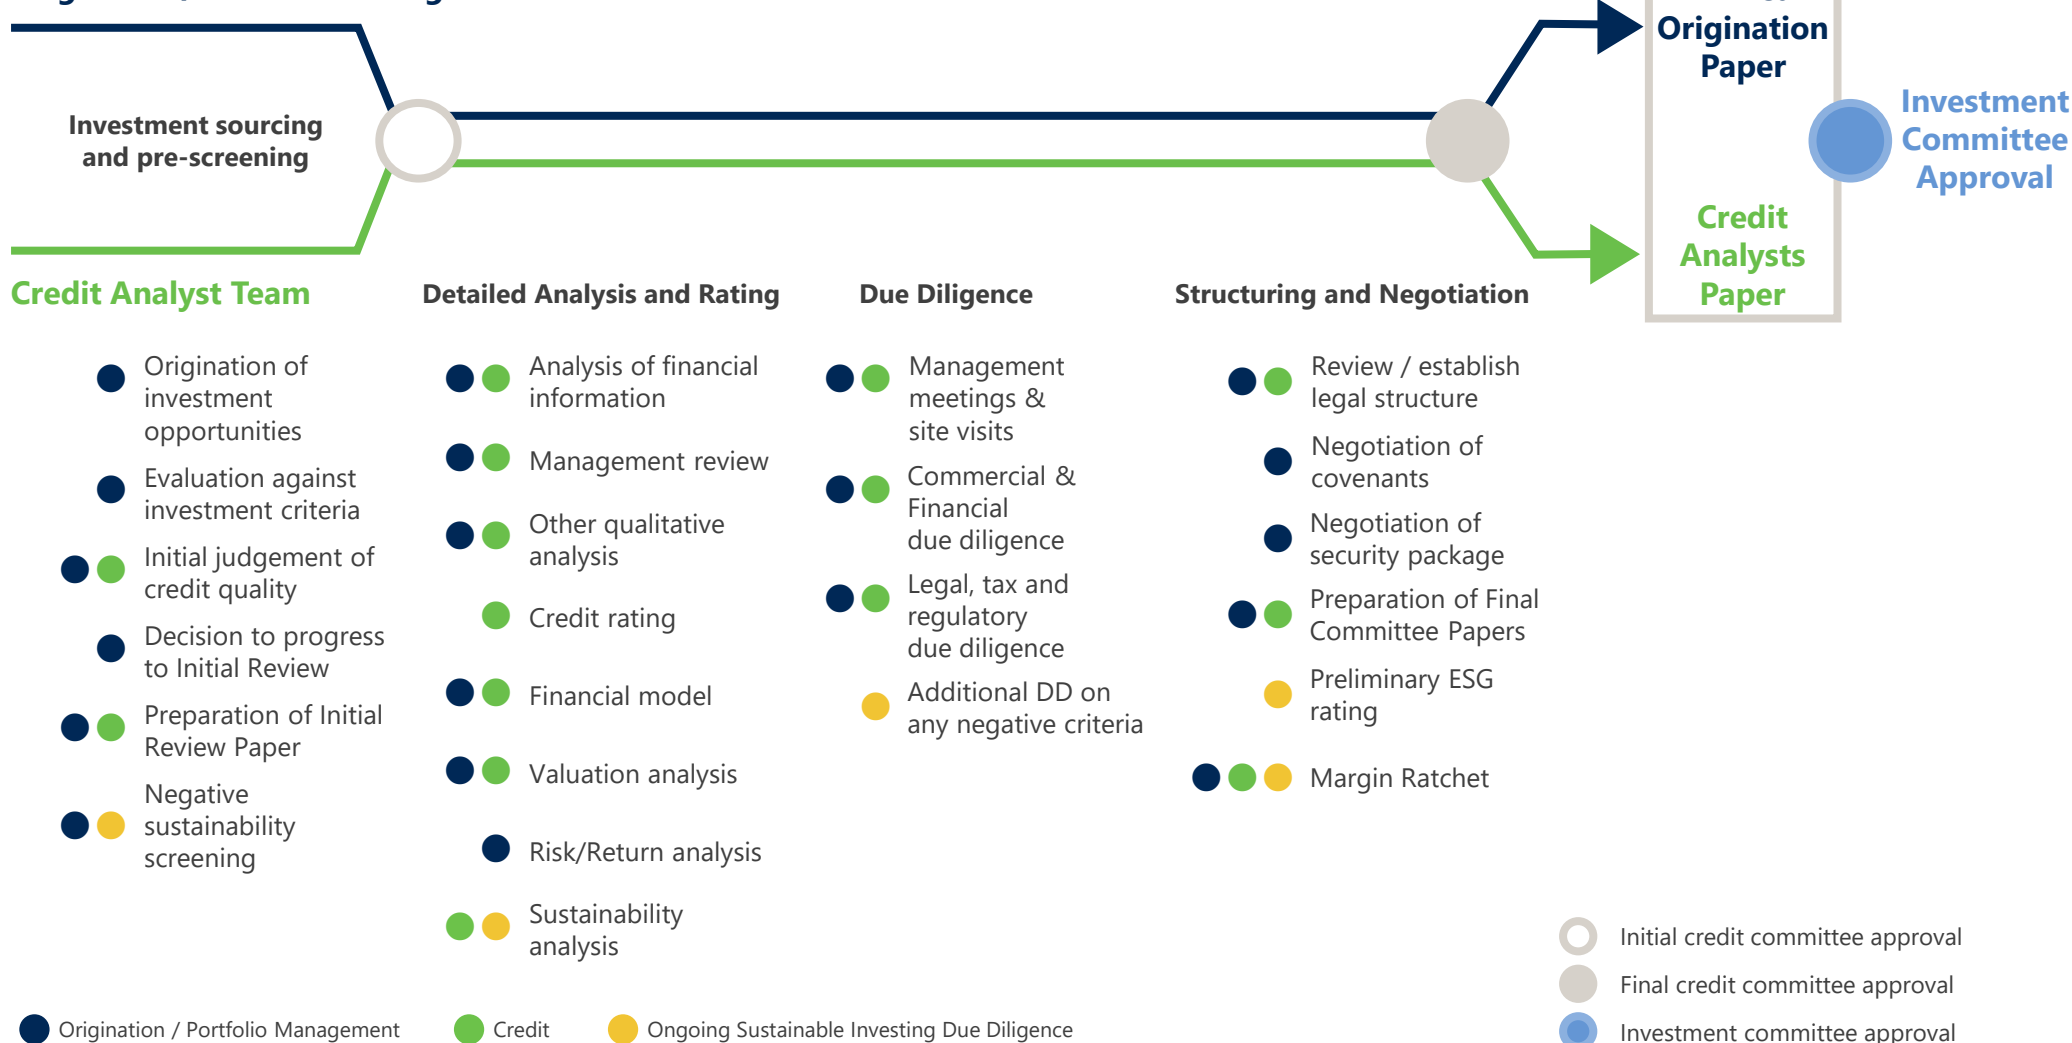 Origination
Paper
Investment sourcing
and pre-screening
Investment
Committee
Approval
Credit
Analysts
Paper
Credit Analyst Team
Origination of
investment
opportunities
Evaluation against
investment criteria
Initial judgement of
credit quality
Decision to progress
to Initial Review
Preparation of Initial
Review Paper
Negative
sustainability
screening
Detailed Analysis and Rating
Analysis of financial
information
Management review
Other qualitative
analysis
Credit rating
Financial model
Valuation analysis
Risk/Return analysis
Sustainability
analysis
Due Diligence
Management
meetings &
site visits
Commercial &
Financial
due diligence
Legal, tax and
regulatory
due diligence
Additional DD on
any negative criteria
Structuring and Negotiation
Review / establish
legal structure
Negotiation of
covenants
Negotiation of
security package
Preparation of Final
Committee Papers
Preliminary ESG
rating
Margin Ratchet
Initial credit committee approval
Final credit committee approval
Investment committee approval
Origination / Portfolio Management
Credit
Ongoing Sustainable Investing Due Diligence